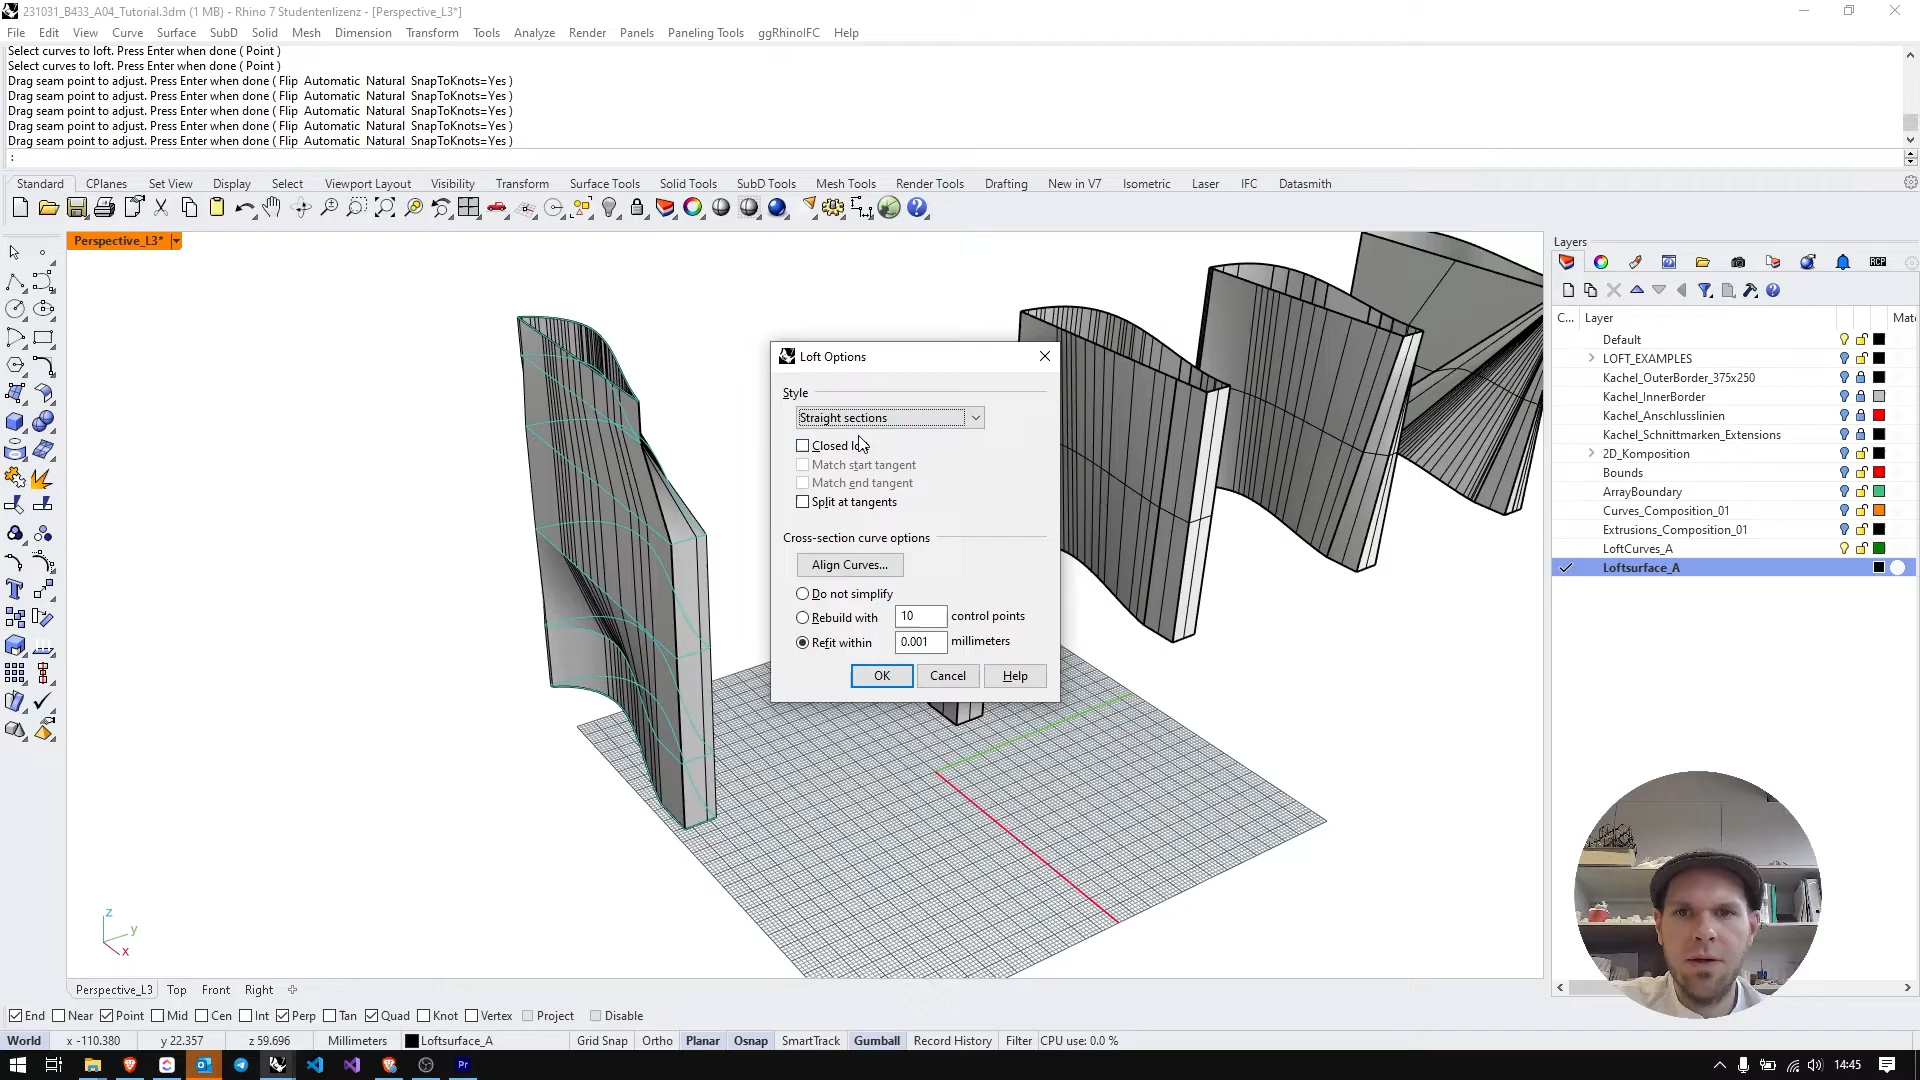 231031_B433_A04_Tutorial.3dm (1 MB) - Rhino 7 Studentenlizenz - [Perspective_L3*]
File Edit View Curve Surface SubD Solid Mesh Dimension Transform Tools Analyze Render Panels Paneling Tools ggRhinoIFC Help
Select curves to loft. Press Enter when done ( Point )
Select curves to loft. Press Enter when done ( Point )
Drag seam point to adjust. Press Enter when done ( Flip Automatic Natural SnapToKnots=Yes )
Drag seam point to adjust. Press Enter when done ( Flip Automatic Natural SnapToKnots=Yes )
Drag seam point to adjust. Press Enter when done ( Flip Automatic Natural SnapToKnots=Yes )
Drag seam point to adjust. Press Enter when done ( Flip Automatic Natural SnapToKnots=Yes )
Drag seam point to adjust. Press Enter when done ( Flip Automatic Natural SnapToKnots=Yes )
:
Standard CPlanes Set View Display Select Viewport Layout Visibility Transform Surface Tools Solid Tools SubD Tools Mesh Tools Render Tools Drafting New in V7 Isometric Laser IFC Datasmith
Perspective_L3*
Loft Options
Style
Straight sections
Closed lo
Match start tangent
Match end tangent
Split at tangents
Cross-section curve options
Align Curves...
Do not simplify
Rebuild with 10 control points
Refit within 0.001 millimeters
OK Cancel Help
z
y
x
Layers
RCP
C... Layer Mate
Default
LOFT_EXAMPLES
Kachel_OuterBorder_375x250
Kachel_InnerBorder
Kachel_Anschlusslinien
Kachel_Schnittmarken_Extensions
2D_Komposition
Bounds
ArrayBoundary
Curves_Composition_01
Extrusions_Composition_01
LoftCurves_A
Loftsurface_A
Perspective_L3 Top Front Right
End Near Point Mid Cen Int Perp Tan Quad Knot Vertex Project Disable
World x -110.380 y 22.357 z 59.696 Millimeters Loftsurface_A Grid Snap Ortho Planar Osnap SmartTrack Gumball Record History Filter CPU use: 0.0 %
Pr
14:45